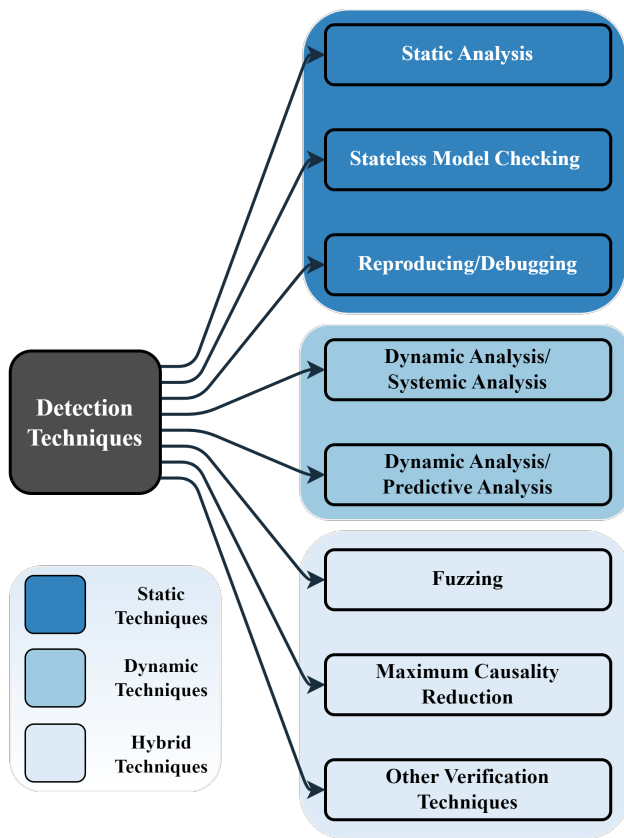 Static Analysis
Stateless Model Checking
Reproducing/Debugging
Detection
Techniques
Dynamic Analysis/
Systemic Analysis
Dynamic Analysis/
Predictive Analysis
Fuzzing
Maximum Causality
Reduction
Other Verification
Techniques
Static
Techniques
Dynamic
Techniques
Hybrid
Techniques